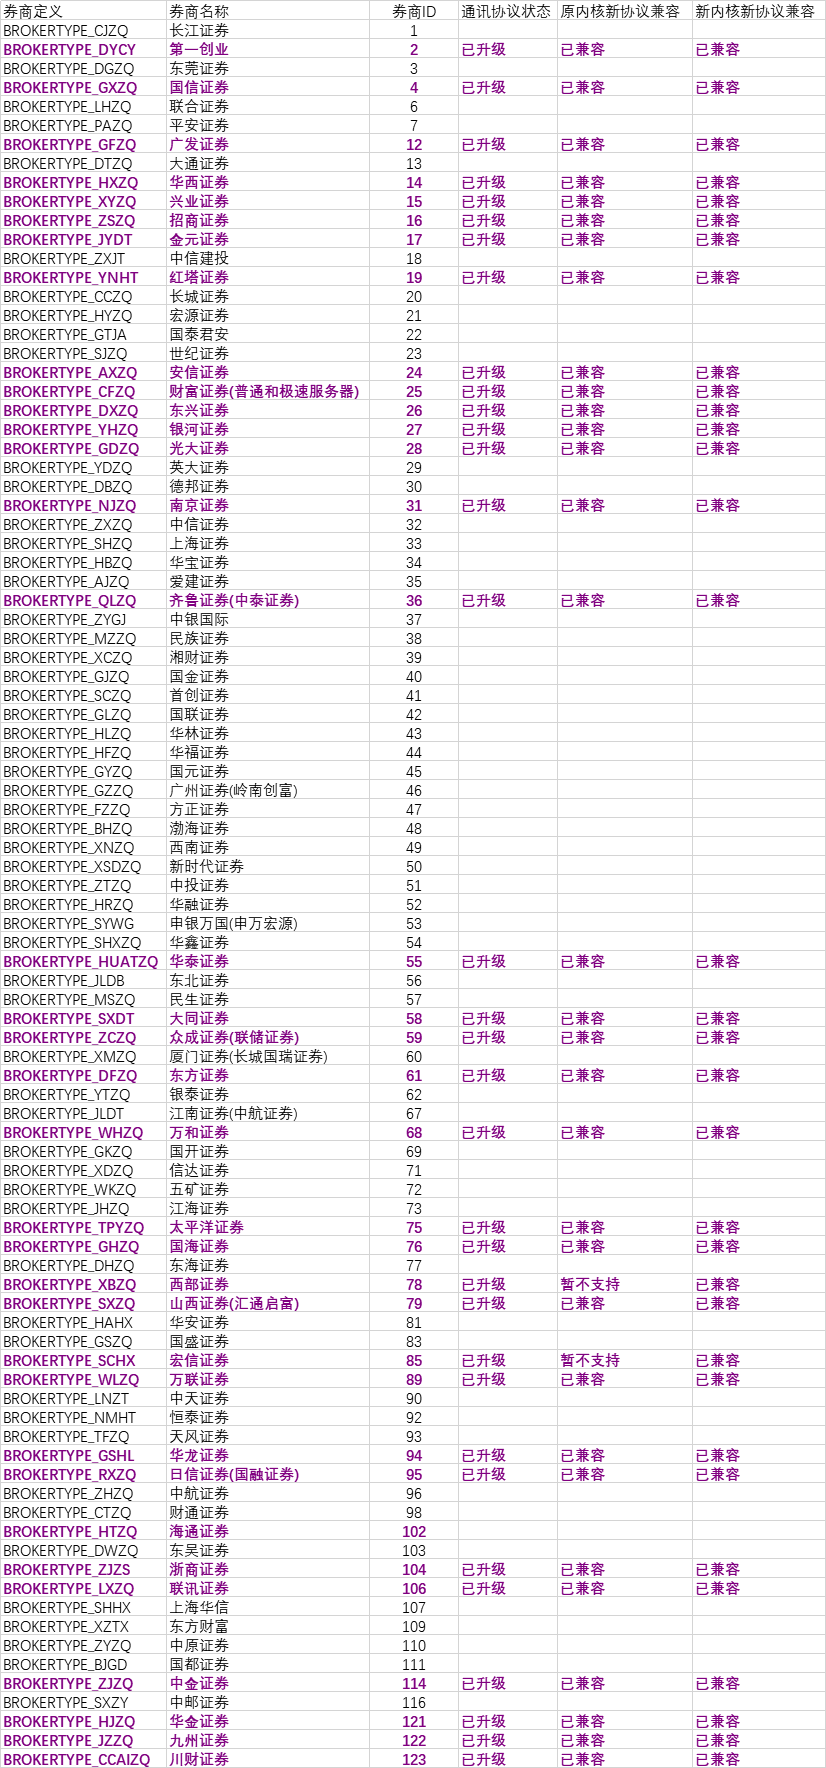 券商定义 券商名称 券商ID 通讯协议状态 原内核新协议兼容 新内核新协议兼容
BROKERTYPE_CJZQ 长江证券 1
BROKERTYPE_DYCY 第一创业 2 已升级 已兼容 已兼容
BROKERTYPE_DGZQ 东莞证券 3
BROKERTYPE_GXZQ 国信证券 4 已升级 已兼容 已兼容
BROKERTYPE_LHZQ 联合证券 6
BROKERTYPE_PAZQ 平安证券 7
BROKERTYPE_GFZQ 广发证券 12 已升级 已兼容 已兼容
BROKERTYPE_DTZQ 大通证券 13
BROKERTYPE_HXZQ 华西证券 14 已升级 已兼容 已兼容
BROKERTYPE_XYZQ 兴业证券 15 已升级 已兼容 已兼容
BROKERTYPE_ZSZQ 招商证券 16 已升级 已兼容 已兼容
BROKERTYPE_JYDT 金元证券 17 已升级 已兼容 已兼容
BROKERTYPE_ZXJT 中信建投 18
BROKERTYPE_YNHT 红塔证券 19 已升级 已兼容 已兼容
BROKERTYPE_CCZQ 长城证券 20
BROKERTYPE_HYZQ 宏源证券 21
BROKERTYPE_GTJA 国泰君安 22
BROKERTYPE_SJZQ 世纪证券 23
BROKERTYPE_AXZQ 安信证券 24 已升级 已兼容 已兼容
BROKERTYPE_CFZQ 财富证券(普通和极速服务器) 25 已升级 已兼容 已兼容
BROKERTYPE_DXZQ 东兴证券 26 已升级 已兼容 已兼容
BROKERTYPE_YHZQ 银河证券 27 已升级 已兼容 已兼容
BROKERTYPE_GDZQ 光大证券 28 已升级 已兼容 已兼容
BROKERTYPE_YDZQ 英大证券 29
BROKERTYPE_DBZQ 德邦证券 30
BROKERTYPE_NJZQ 南京证券 31 已升级 已兼容 已兼容
BROKERTYPE_ZXZQ 中信证券 32
BROKERTYPE_SHZQ 上海证券 33
BROKERTYPE_HBZQ 华宝证券 34
BROKERTYPE_AJZQ 爱建证券 35
BROKERTYPE_QLZQ 齐鲁证券(中泰证券) 36 已升级 已兼容 已兼容
BROKERTYPE_ZYGJ 中银国际 37
BROKERTYPE_MZZQ 民族证券 38
BROKERTYPE_XCZQ 湘财证券 39
BROKERTYPE_GJZQ 国金证券 40
BROKERTYPE_SCZQ 首创证券 41
BROKERTYPE_GLZQ 国联证券 42
BROKERTYPE_HLZQ 华林证券 43
BROKERTYPE_HFZQ 华福证券 44
BROKERTYPE_GYZQ 国元证券 45
BROKERTYPE_GZZQ 广州证券(岭南创富) 46
BROKERTYPE_FZZQ 方正证券 47
BROKERTYPE_BHZQ 渤海证券 48
BROKERTYPE_XNZQ 西南证券 49
BROKERTYPE_XSDZQ 新时代证券 50
BROKERTYPE_ZTZQ 中投证券 51
BROKERTYPE_HRZQ 华融证券 52
BROKERTYPE_SYWG 申银万国(申万宏源) 53
BROKERTYPE_SHXZQ 华鑫证券 54
BROKERTYPE_HUATZQ 华泰证券 55 已升级 已兼容 已兼容
BROKERTYPE_JLDB 东北证券 56
BROKERTYPE_MSZQ 民生证券 57
BROKERTYPE_SXDT 大同证券 58 已升级 已兼容 已兼容
BROKERTYPE_ZCZQ 众成证券(联储证券) 59 已升级 已兼容 已兼容
BROKERTYPE_XMZQ 厦门证券(长城国瑞证券) 60
BROKERTYPE_DFZQ 东方证券 61 已升级 已兼容 已兼容
BROKERTYPE_YTZQ 银泰证券 62
BROKERTYPE_JLDT 江南证券(中航证券) 67
BROKERTYPE_WHZQ 万和证券 68 已升级 已兼容 已兼容
BROKERTYPE_GKZQ 国开证券 69
BROKERTYPE_XDZQ 信达证券 71
BROKERTYPE_WKZQ 五矿证券 72
BROKERTYPE_JHZQ 江海证券 73
BROKERTYPE_TPYZQ 太平洋证券 75 已升级 已兼容 已兼容
BROKERTYPE_GHZQ 国海证券 76 已升级 已兼容 已兼容
BROKERTYPE_DHZQ 东海证券 77
BROKERTYPE_XBZQ 西部证券 78 已升级 暂不支持 已兼容
BROKERTYPE_SXZQ 山西证券(汇通启富) 79 已升级 已兼容 已兼容
BROKERTYPE_HAHX 华安证券 81
BROKERTYPE_GSZQ 国盛证券 83
BROKERTYPE_SCHX 宏信证券 85 已升级 暂不支持 已兼容
BROKERTYPE_WLZQ 万联证券 89 已升级 已兼容 已兼容
BROKERTYPE_LNZT 中天证券 90
BROKERTYPE_NMHT 恒泰证券 92
BROKERTYPE_TFZQ 天风证券 93
BROKERTYPE_GSHL 华龙证券 94 已升级 已兼容 已兼容
BROKERTYPE_RXZQ 日信证券(国融证券) 95 已升级 已兼容 已兼容
BROKERTYPE_ZHZQ 中航证券 96
BROKERTYPE_CTZQ 财通证券 98
BROKERTYPE_HTZQ 海通证券 102
BROKERTYPE_DWZQ 东吴证券 103
BROKERTYPE_ZJZS 浙商证券 104 已升级 已兼容 已兼容
BROKERTYPE_LXZQ 联讯证券 106 已升级 已兼容 已兼容
BROKERTYPE_SHHX 上海华信 107
BROKERTYPE_XZTX 东方财富 109
BROKERTYPE_ZYZQ 中原证券 110
BROKERTYPE_BJGD 国都证券 111
BROKERTYPE_ZJZQ 中金证券 114 已升级 已兼容 已兼容
BROKERTYPE_SXZY 中邮证券 116
BROKERTYPE_HJZQ 华金证券 121 已升级 已兼容 已兼容
BROKERTYPE_JZZQ 九州证券 122 已升级 已兼容 已兼容
BROKERTYPE_CCAIZQ 川财证券 123 已升级 已兼容 已兼容